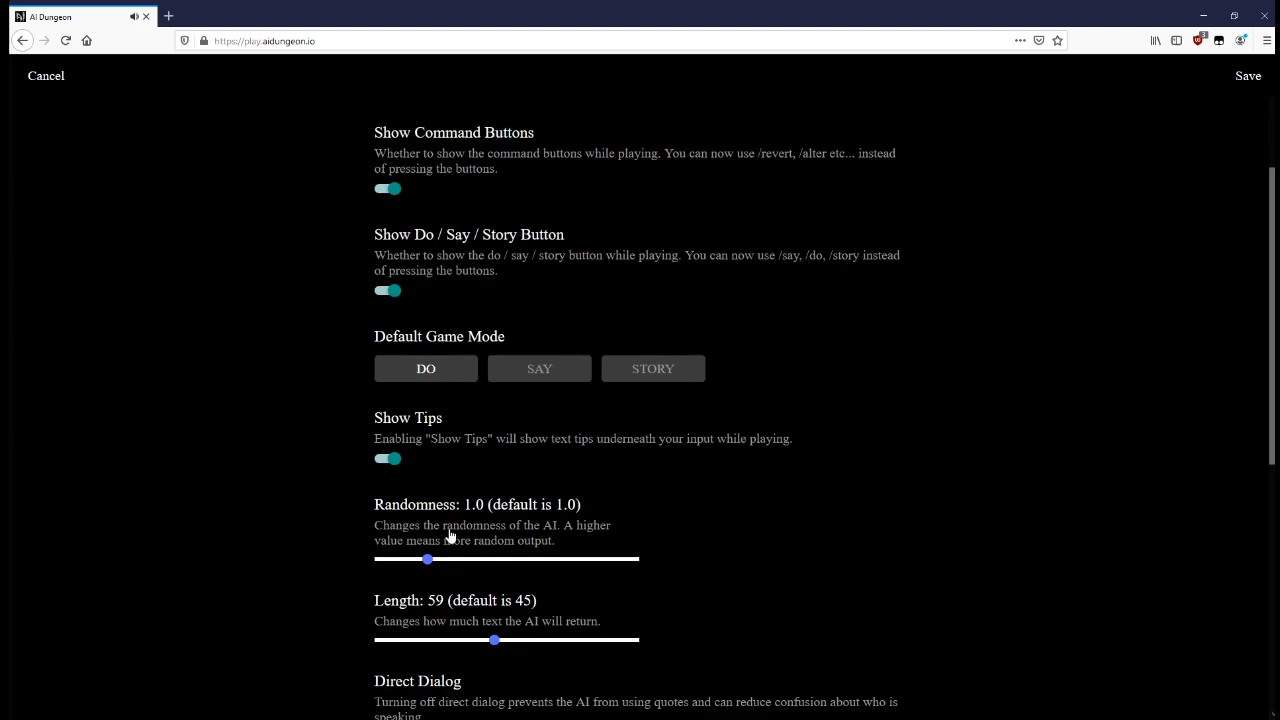 AI Dungeon
https://play.aidungeon.io
Cancel
Save
Show Command Buttons
Whether to show the command buttons while playing. You can now use /revert, /alter etc... instead
of pressing the buttons.
Show Do / Say / Story Button
Whether to show the do / say / story button while playing. You can now use /say, /do, /story instead
of pressing the buttons.
Default Game Mode
DO SAY STORY
Show Tips
Enabling "Show Tips" will show text tips underneath your input while playing.
Randomness: 1.0 (default is 1.0)
Changes the randomness of the AI. A higher
value means more random output.
Length: 59 (default is 45)
Changes how much text the AI will return.
Direct Dialog
Turning off direct dialog prevents the AI from using quotes and can reduce confusion about who is
speaking